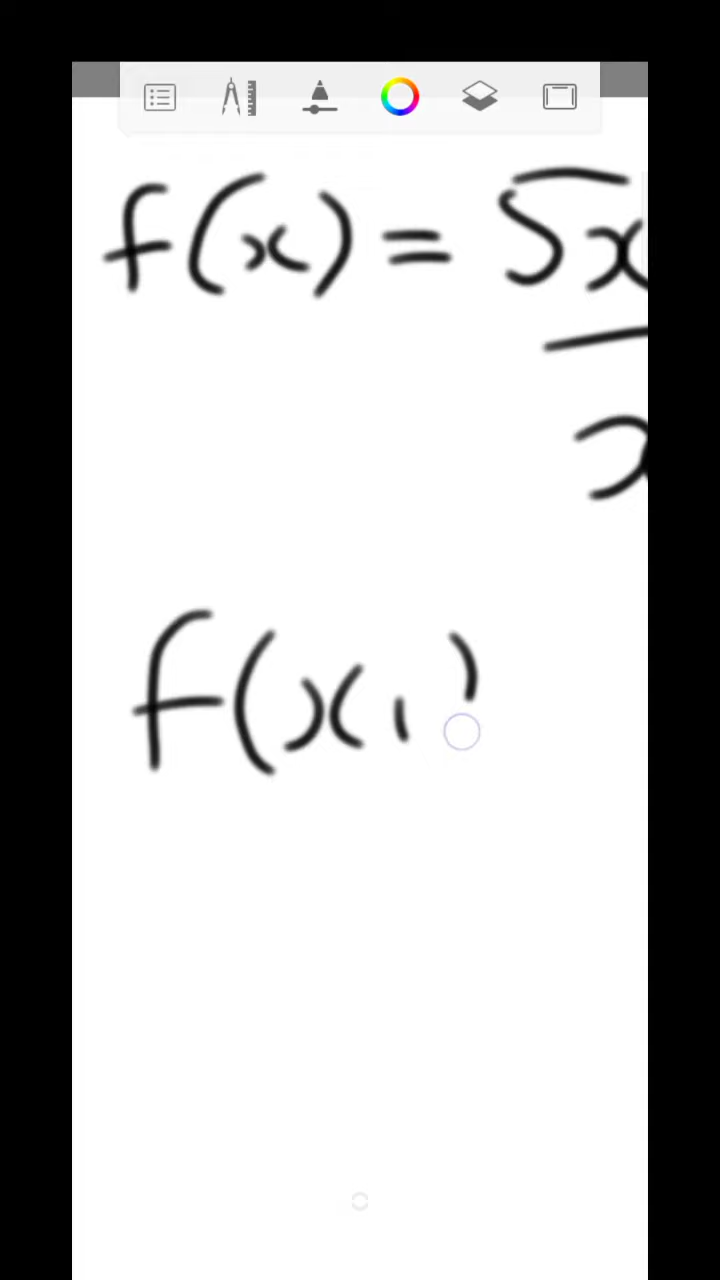 f(x) = 5x
x
f(x₁)